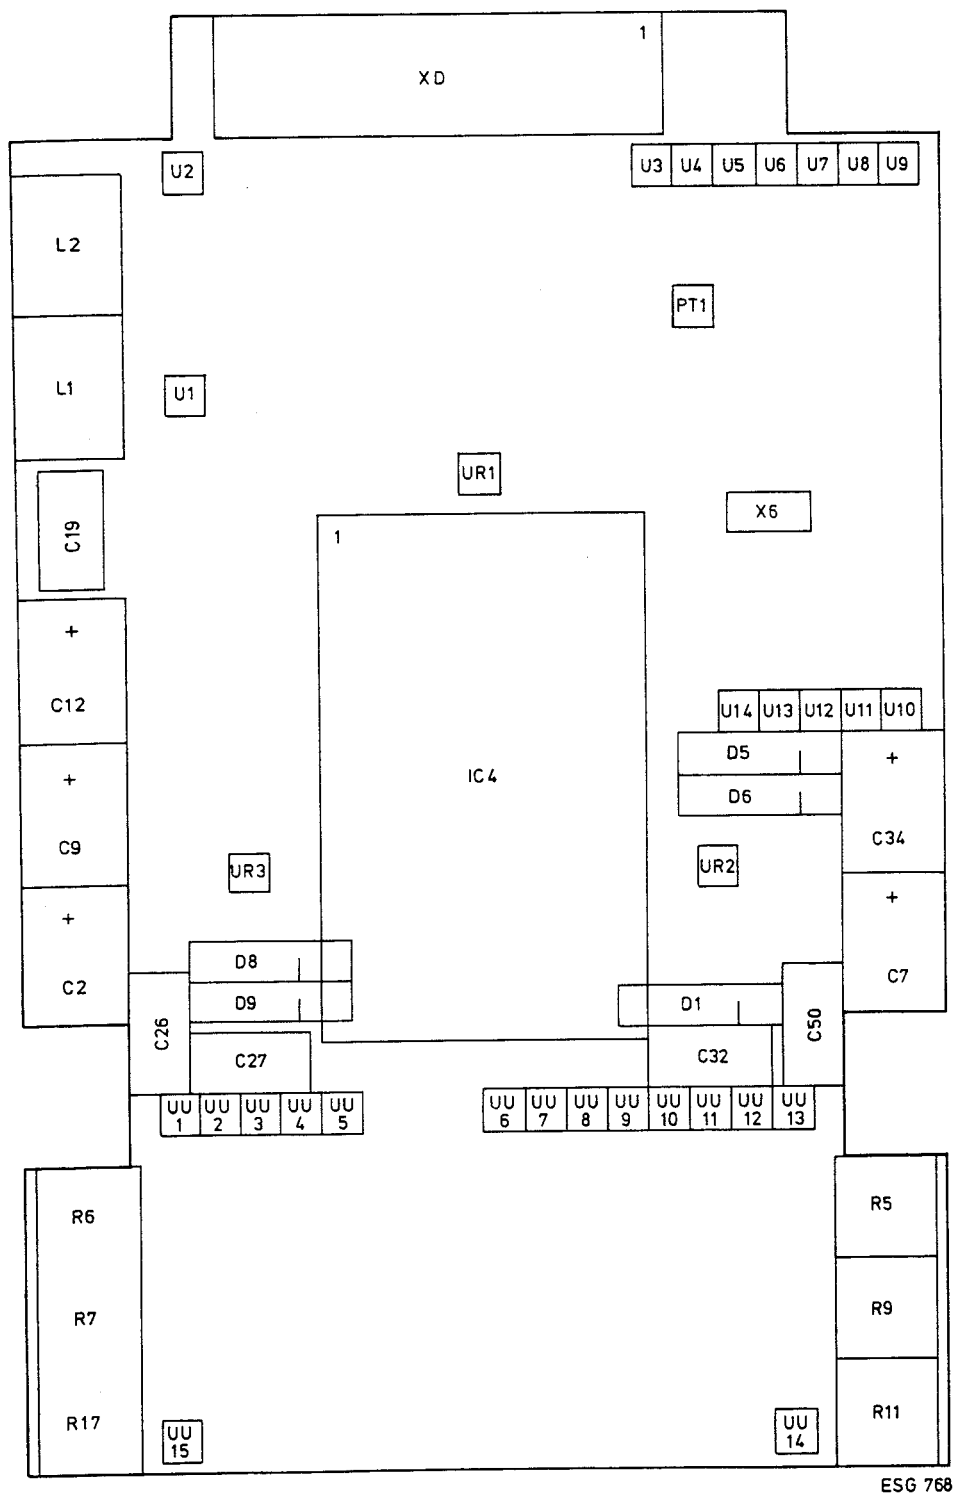 1
XD
U2
U3 U4 U5 U6 U7 U8 U9
L2
PT1
L1
U1
UR1
X6
C19
1
+
C12
U14 U13 U12 U11 U10
D5
+
+
IC4
D6
C9
C34
UR3
UR2
+
+
D8
C2
C7
D9
D1
C26
C50
C27
C32
UU 1 UU 2 UU 3 UU 4 UU 5
UU 6 UU 7 UU 8 UU 9 UU 10 UU 11 UU 12 UU 13
R6
R5
R7
R9
R17
R11
UU 15
UU 14
ESG 768